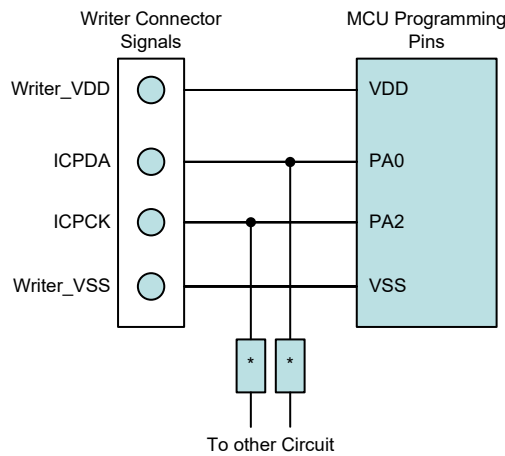 Writer Connector
Signals
MCU Programming
Pins
Writer_VDD
VDD
ICPDA
PA0
ICPCK
PA2
Writer_VSS
VSS
* *
To other Circuit